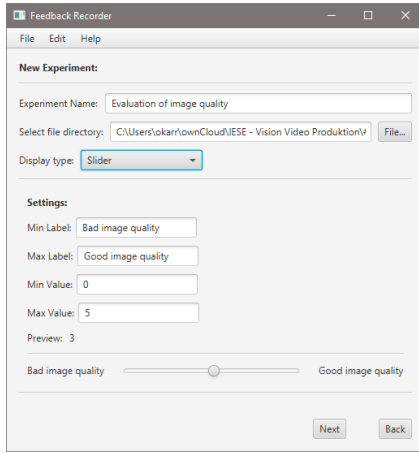 Feedback Recorder
File Edit Help
New Experiment:
Experiment Name: Evaluation of image quality
Select file directory: C:\Users\okarr\ownCloud\IESE - Vision Video Produktion\# File...
Display type: Slider
Settings:
Min Label: Bad image quality
Max Label: Good image quality
Min Value: 0
Max Value: 5
Preview: 3
Bad image quality Good image quality
Next Back